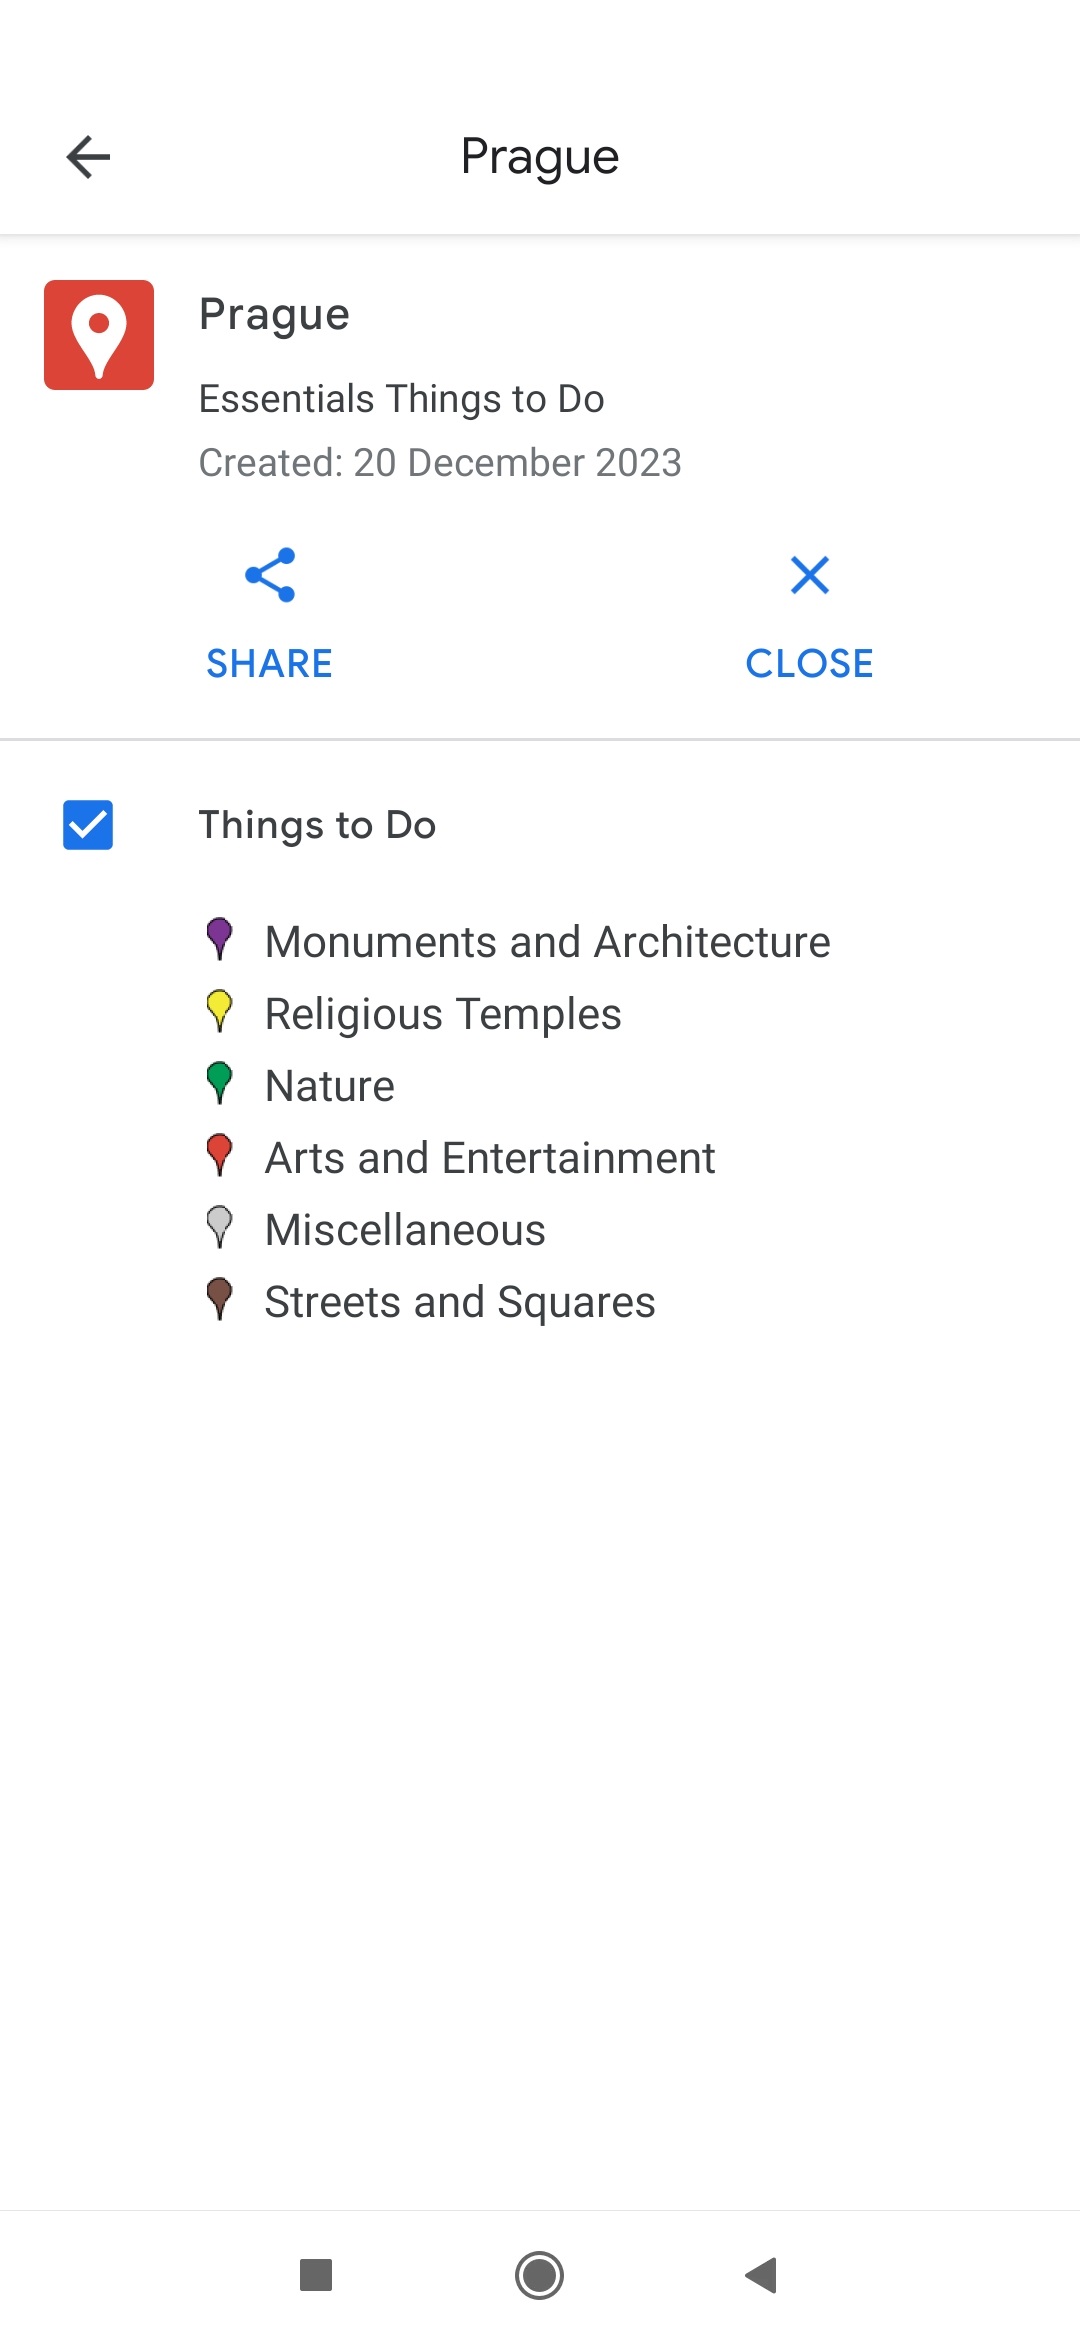 Prague
Prague
Essentials Things to Do
Created: 20 December 2023
SHARE
CLOSE
Things to Do
Monuments and Architecture
Religious Temples
Nature
Arts and Entertainment
Miscellaneous
Streets and Squares